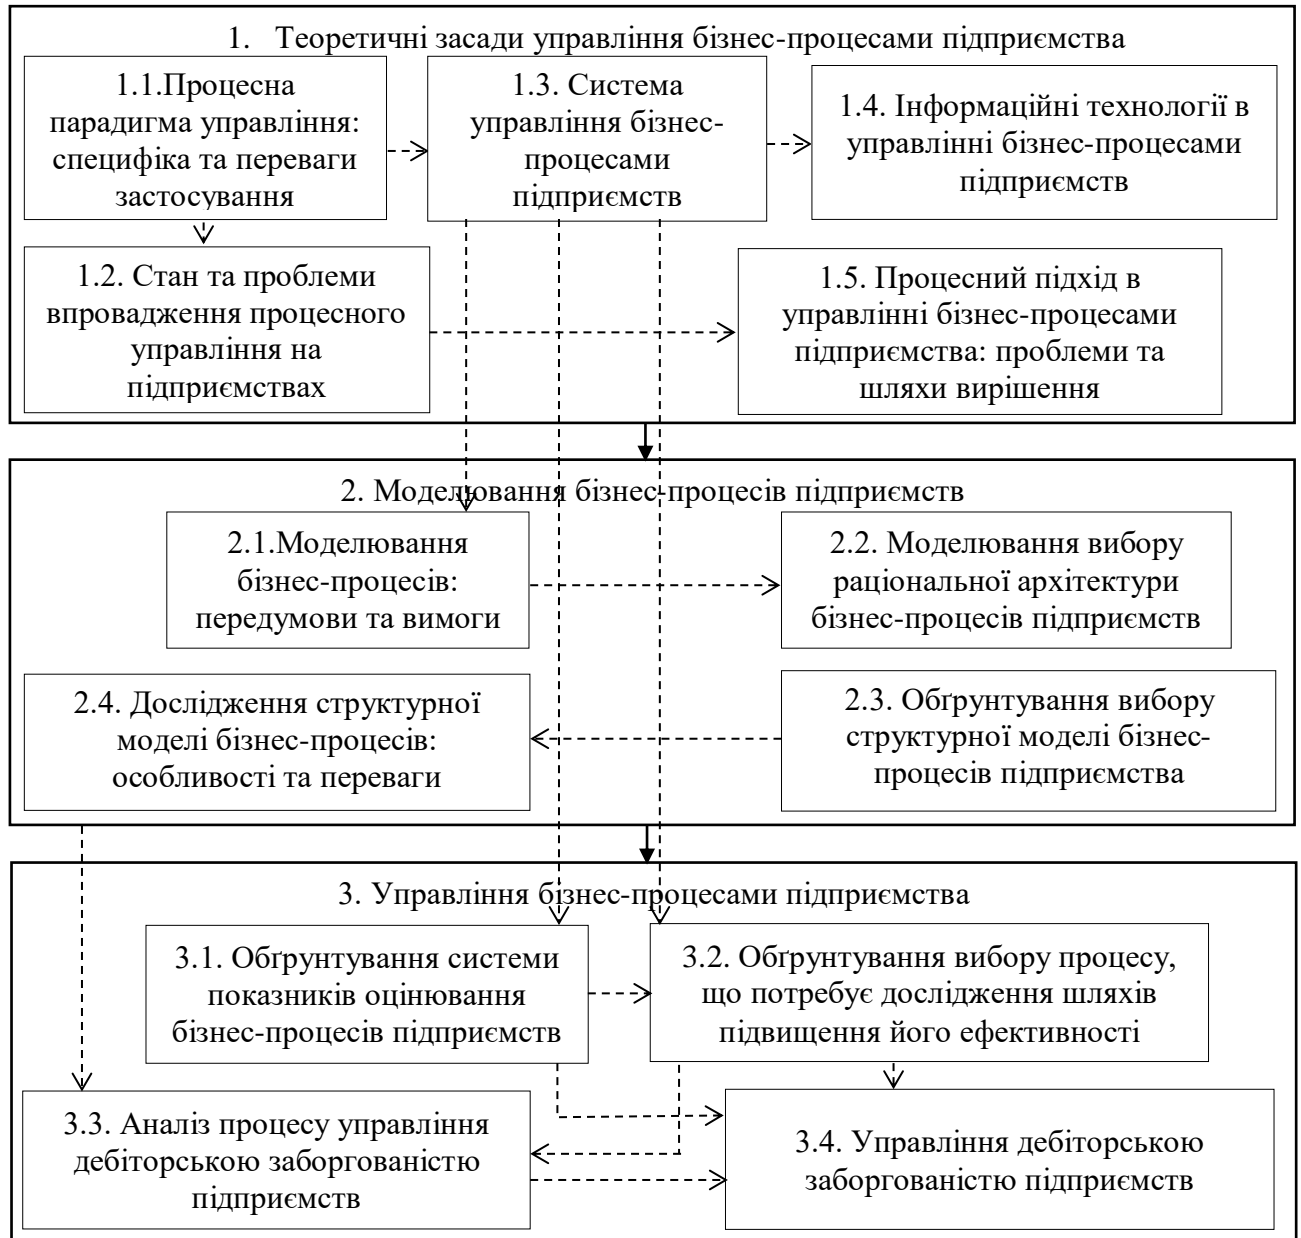 1. Теоретичні засади управління бізнес-процесами підприємства
1.1.Процесна
парадигма управління:
специфіка та переваги
застосування
1.3. Система
управління бізнес-
процесами
підприємств
1.4. Інформаційні технології в
управлінні бізнес-процесами
підприємств
1.2. Стан та проблеми
впровадження процесного
управління на
підприємствах
1.5. Процесний підхід в
управлінні бізнес-процесами
підприємства: проблеми та
шляхи вирішення
2. Моделювання бізнес-процесів підприємств
2.1.Моделювання
бізнес-процесів:
передумови та вимоги
2.2. Моделювання вибору
раціональної архітектури
бізнес-процесів підприємств
2.4. Дослідження структурної
моделі бізнес-процесів:
особливості та переваги
2.3. Обґрунтування вибору
структурної моделі бізнес-
процесів підприємства
3. Управління бізнес-процесами підприємства
3.1. Обґрунтування системи
показників оцінювання
бізнес-процесів підприємств
3.2. Обґрунтування вибору процесу,
що потребує дослідження шляхів
підвищення його ефективності
3.3. Аналіз процесу управління
дебіторською заборгованістю
підприємств
3.4. Управління дебіторською
заборгованістю підприємств